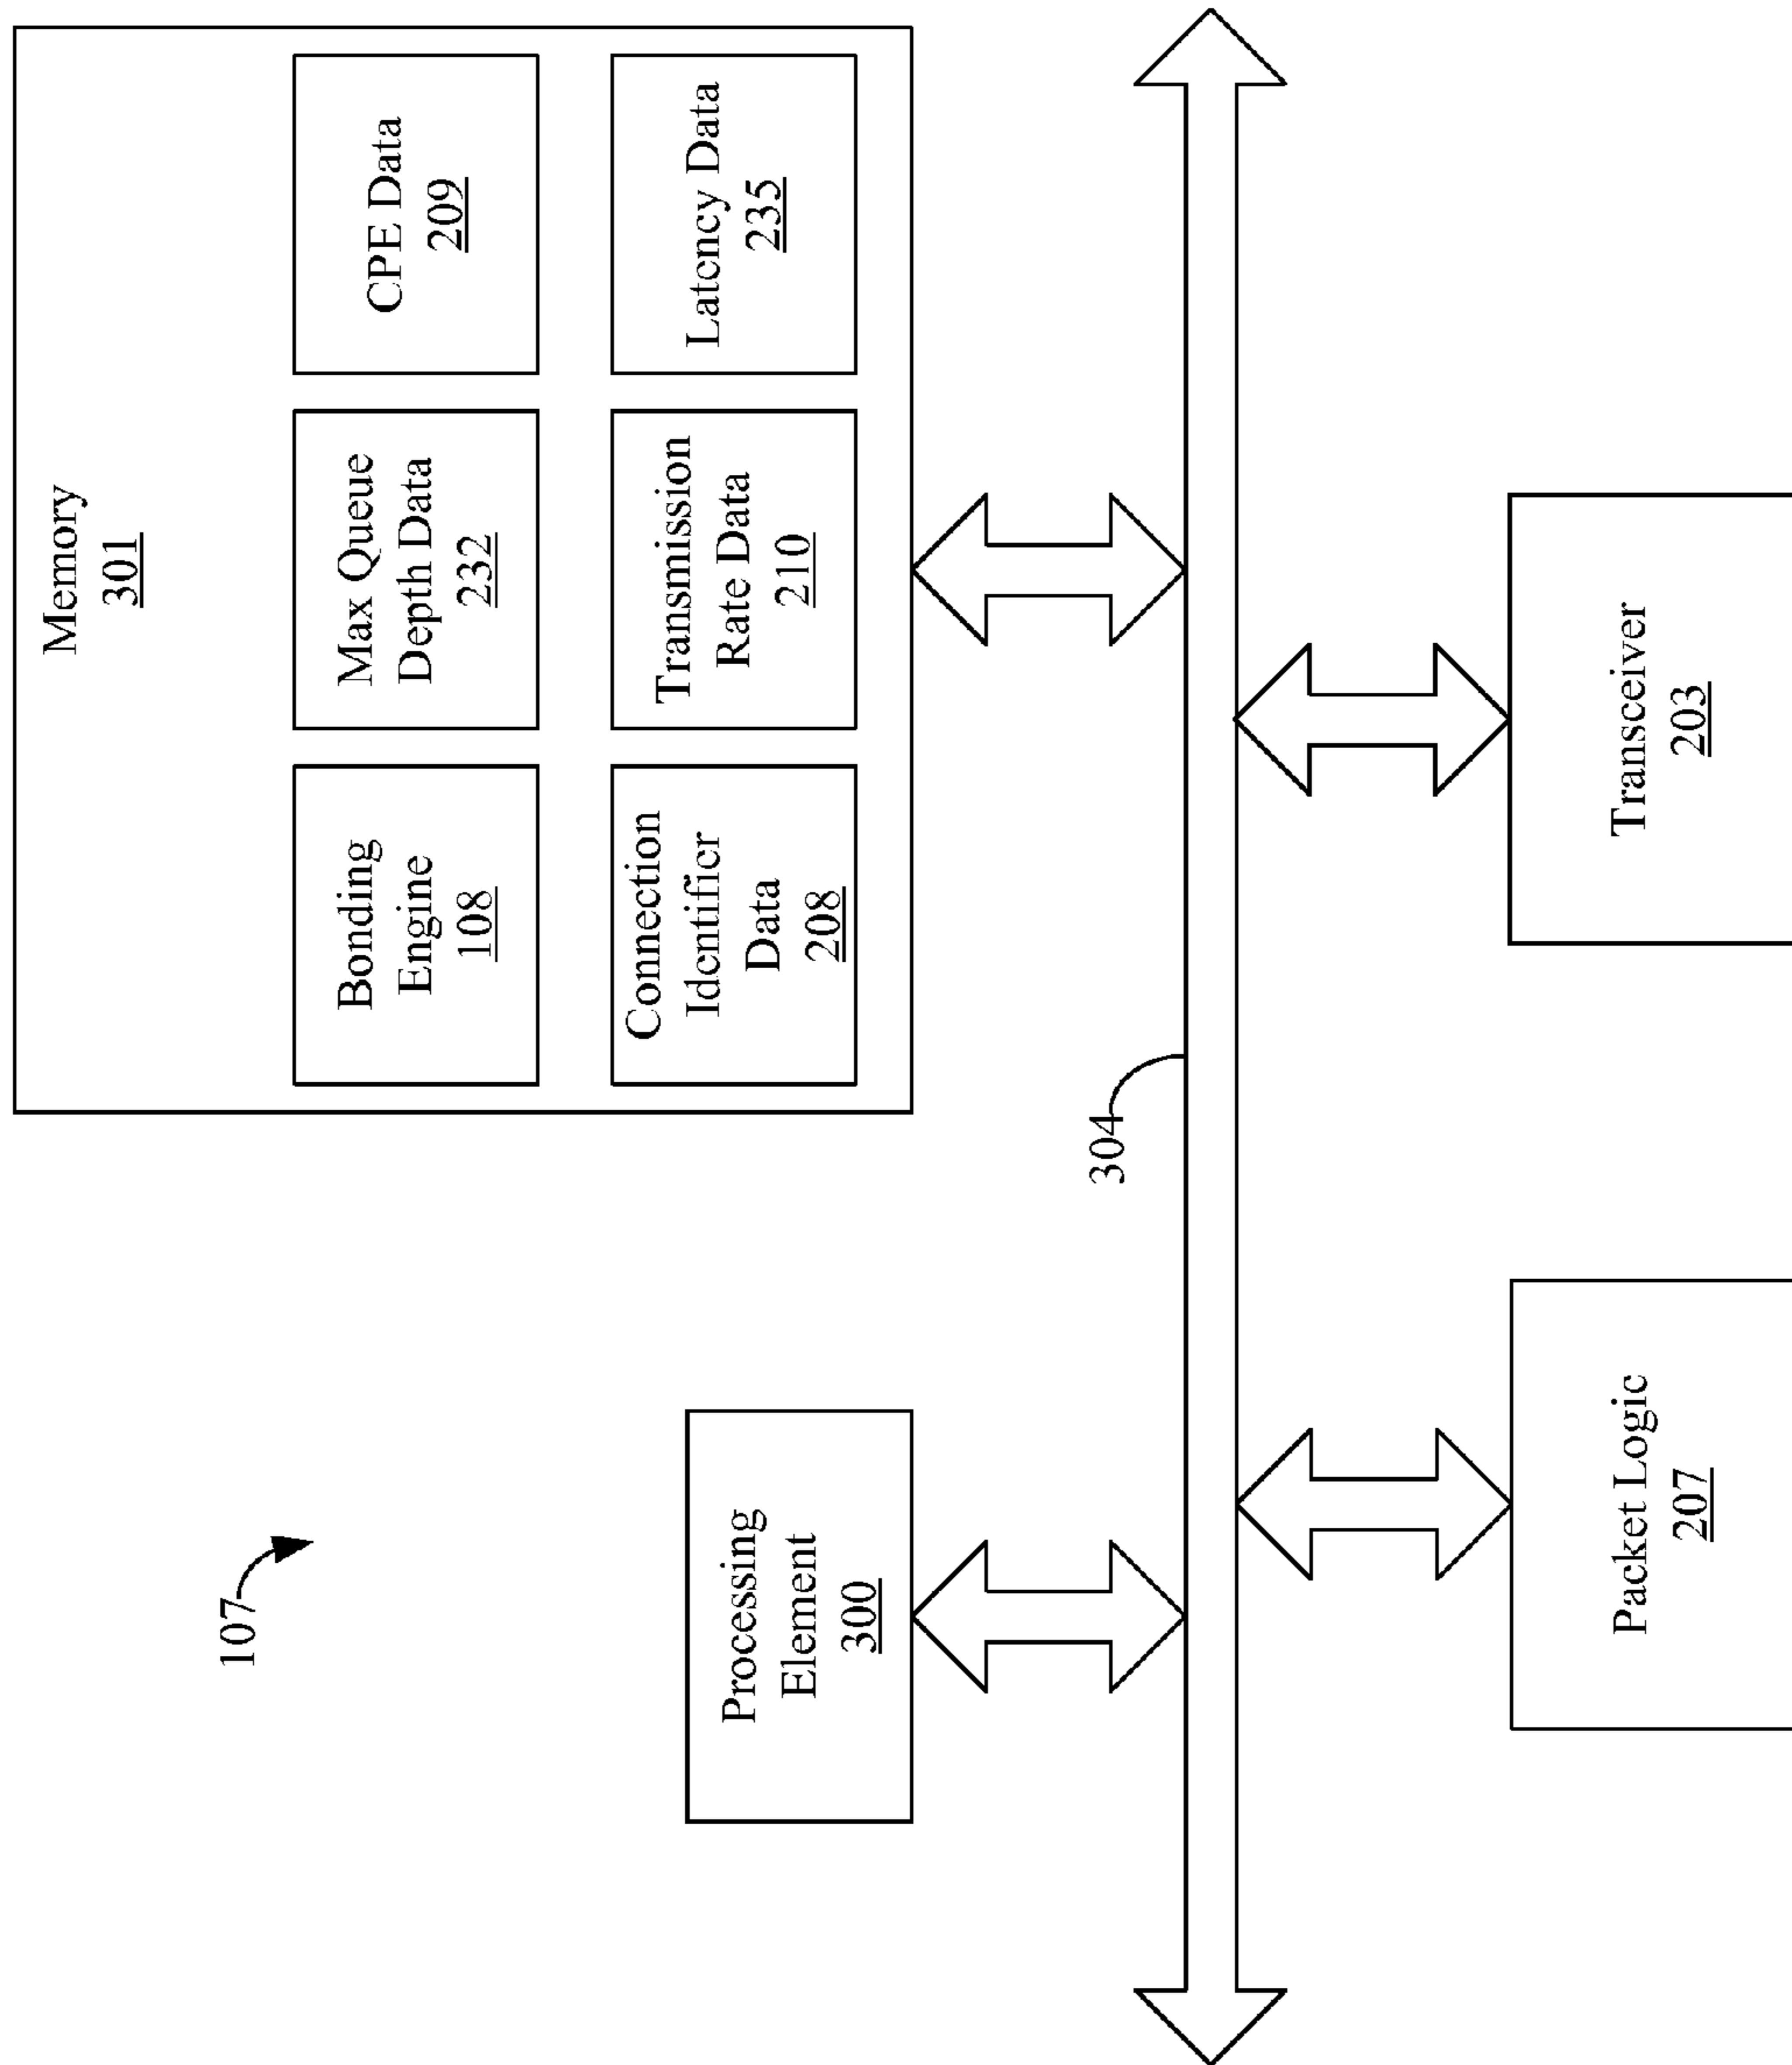 107
Memory
301
Bonding
Engine
108
Max Queue
Depth Data
232
CPE Data
209
Connection
Identifier
Data
208
Transmission
Rate Data
210
Latency Data
235
Processing
Element
300
304
Packet Logic
207
Transceiver
203